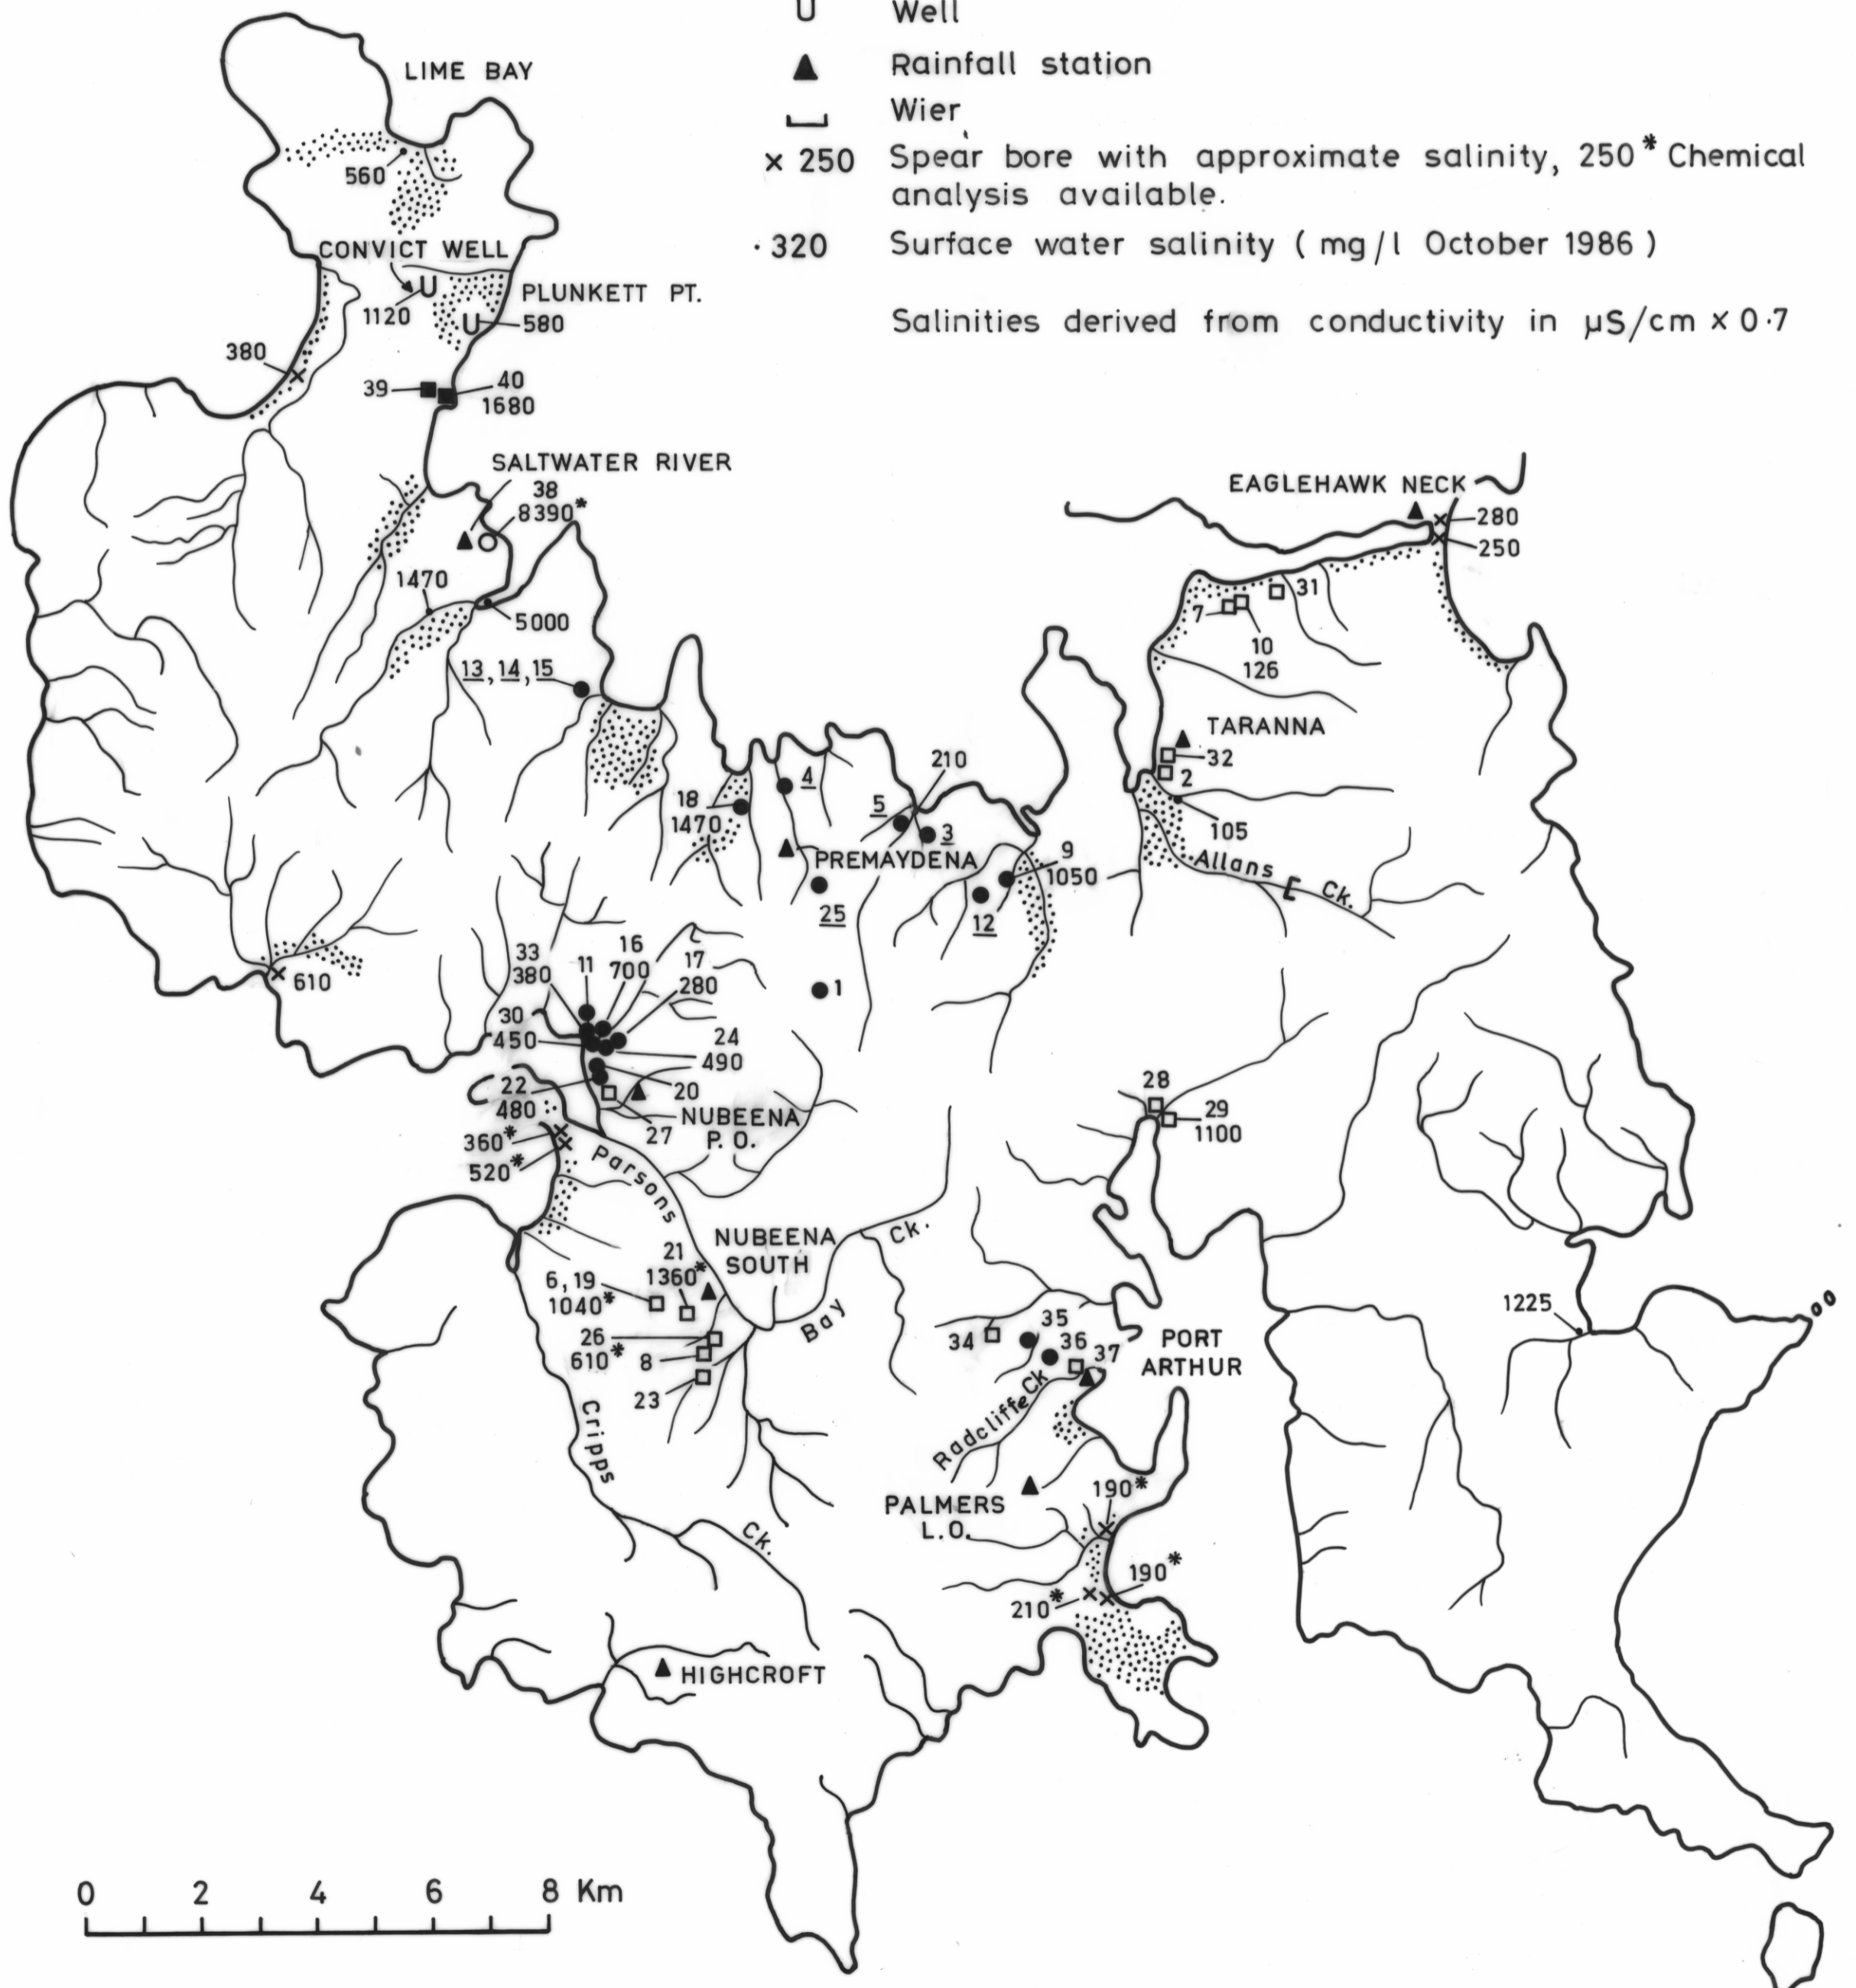 U Well
▲ Rainfall station
Wier
x 250 Spear bore with approximate salinity, 250* Chemical
analysis available.
· 320 Surface water salinity ( mg/l October 1986 )
Salinities derived from conductivity in µS/cm x 0·7
LIME BAY
560
CONVICT WELL
U
1120
PLUNKETT PT.
U
580
380
39
40
1680
SALTWATER RIVER
38
8390*
1470
5000
13, 14, 15
EAGLEHAWK NECK
280
250
31
7
10
126
TARANNA
32
2
105
Allans Ck.
210
4
5
3
18
1470
PREMAYDENA
9
1050
25
12
1
610
33
380
11
16
700
17
280
30
450
24
490
22
480
20
27
NUBEENA
P. O.
360*
520*
Parsons
Bay
Ck.
28
29
1100
NUBEENA
SOUTH
21
1360*
6, 19
1040*
26
610*
8
23
Cripps
Ck.
34
35
36
37
PORT
ARTHUR
1225
Radcliffe Ck
PALMERS
L.O.
190*
190*
210*
HIGHCROFT
0 2 4 6 8 Km